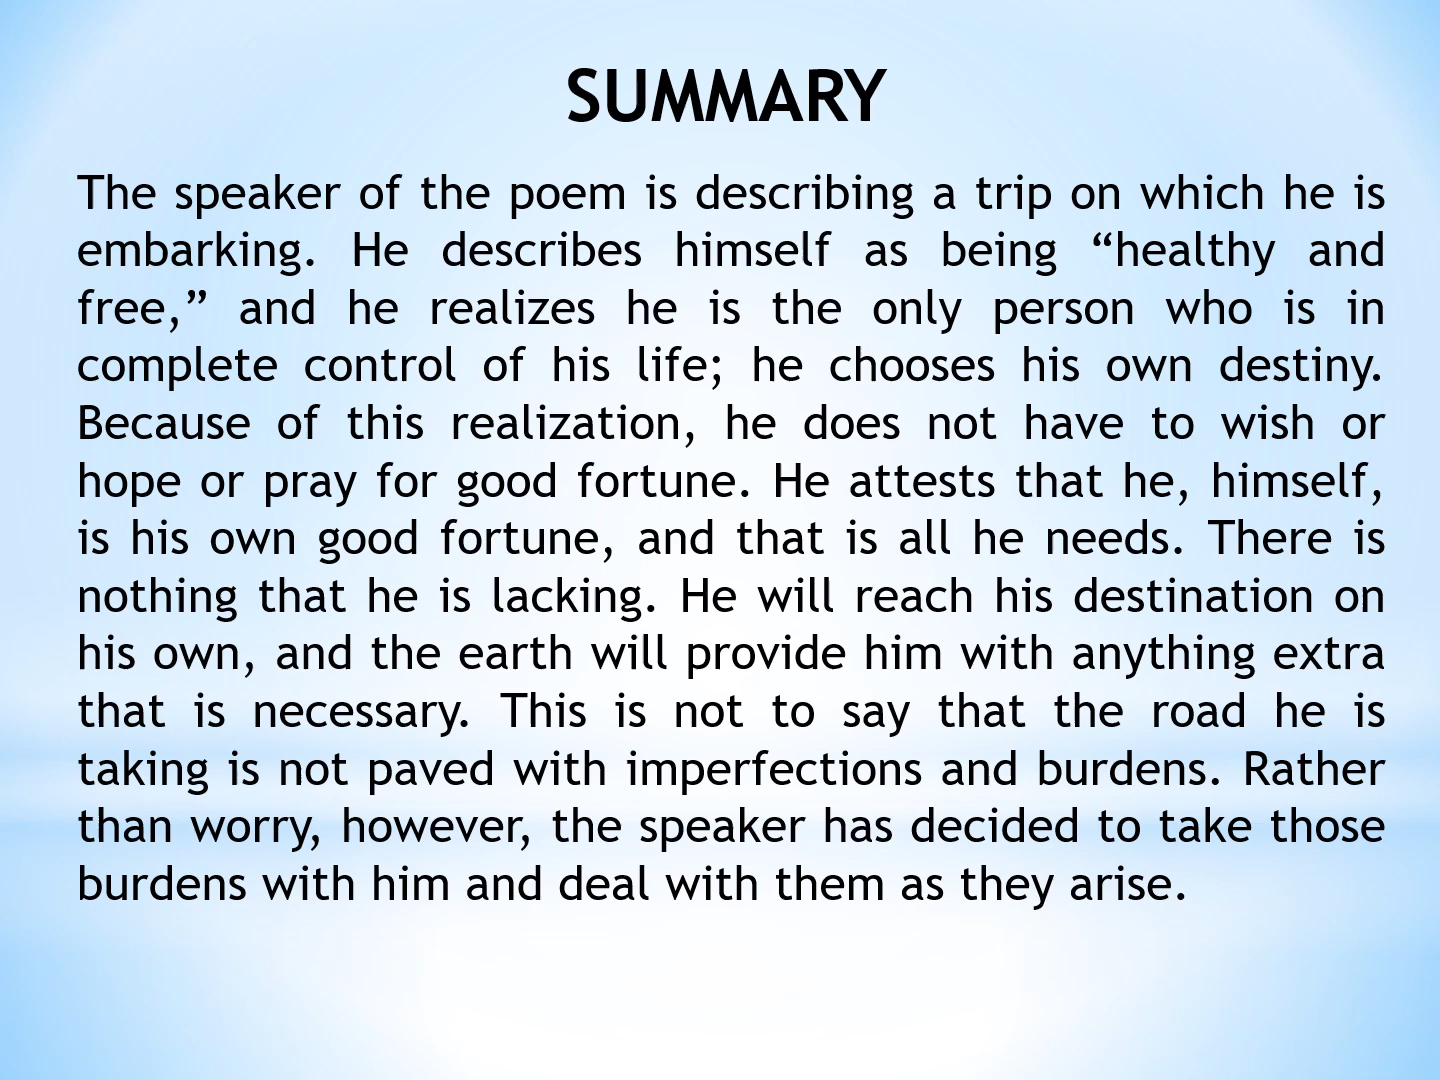 SUMMARY
The speaker of the poem is describing a trip on which he is
embarking. He describes himself as being “healthy and
free,” and he realizes he is the only person who is in
complete control of his life; he chooses his own destiny.
Because of this realization, he does not have to wish or
hope or pray for good fortune. He attests that he, himself,
is his own good fortune, and that is all he needs. There is
nothing that he is lacking. He will reach his destination on
his own, and the earth will provide him with anything extra
that is necessary. This is not to say that the road he is
taking is not paved with imperfections and burdens. Rather
than worry, however, the speaker has decided to take those
burdens with him and deal with them as they arise.